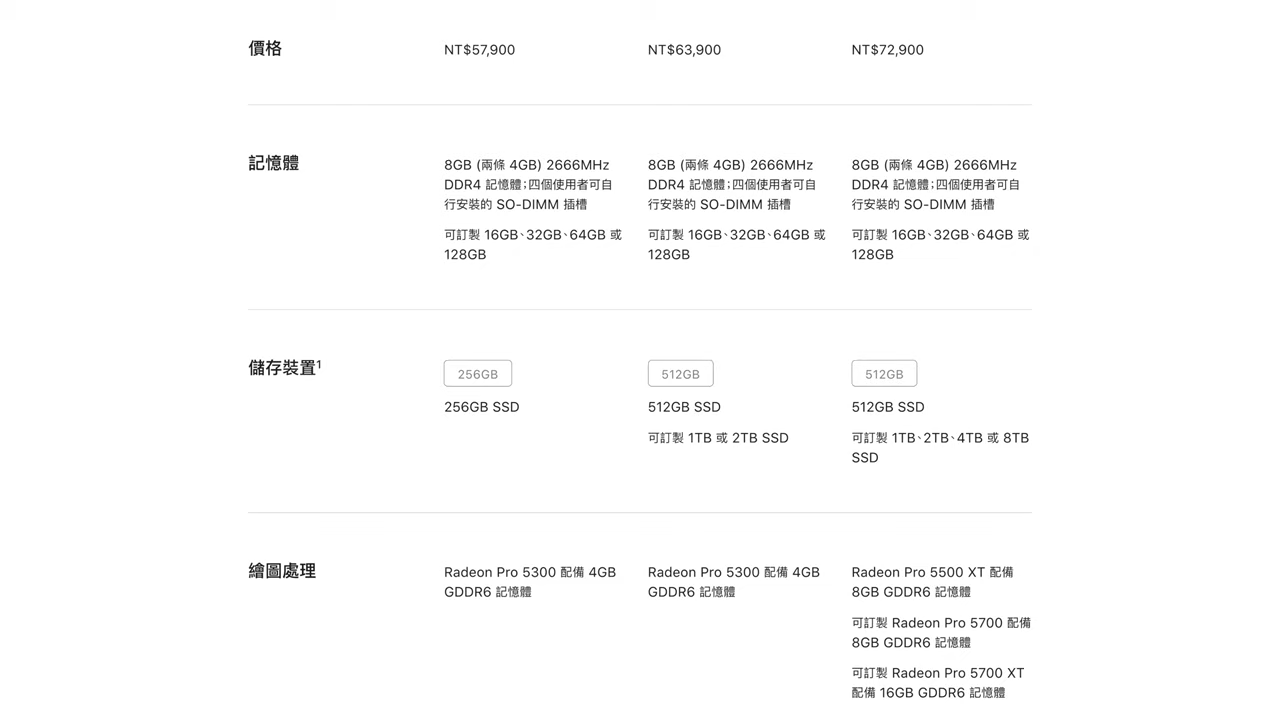 價格
NT$57,900
NT$63,900
NT$72,900
記憶體
8GB (兩條 4GB) 2666MHz
DDR4 記憶體;四個使用者可自
行安裝的 SO-DIMM 插槽
可訂製 16GB、32GB、64GB 或
128GB
8GB (兩條 4GB) 2666MHz
DDR4 記憶體;四個使用者可自
行安裝的 SO-DIMM 插槽
可訂製 16GB、32GB、64GB 或
128GB
8GB (兩條 4GB) 2666MHz
DDR4 記憶體;四個使用者可自
行安裝的 SO-DIMM 插槽
可訂製 16GB、32GB、64GB 或
128GB
儲存裝置1
256GB
256GB SSD
512GB
512GB SSD
可訂製 1TB 或 2TB SSD
512GB
512GB SSD
可訂製 1TB、2TB、4TB 或 8TB
SSD
繪圖處理
Radeon Pro 5300 配備 4GB
GDDR6 記憶體
Radeon Pro 5300 配備 4GB
GDDR6 記憶體
Radeon Pro 5500 XT 配備
8GB GDDR6 記憶體
可訂製 Radeon Pro 5700 配備
8GB GDDR6 記憶體
可訂製 Radeon Pro 5700 XT
配備 16GB GDDR6 記憶體